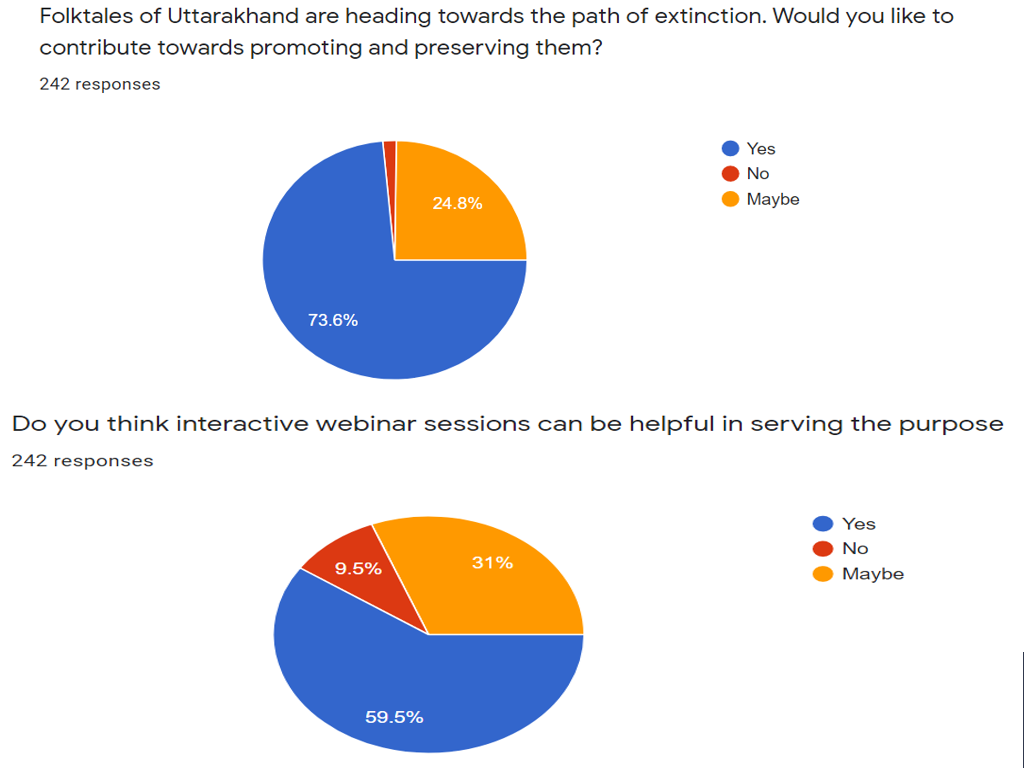 Folktales of Uttarakhand are heading towards the path of extinction. Would you like to
contribute towards promoting and preserving them?
242 responses
Yes
No
Maybe
24.8%
73.6%
Do you think interactive webinar sessions can be helpful in serving the purpose
242 responses
Yes
No
Maybe
31%
9.5%
59.5%